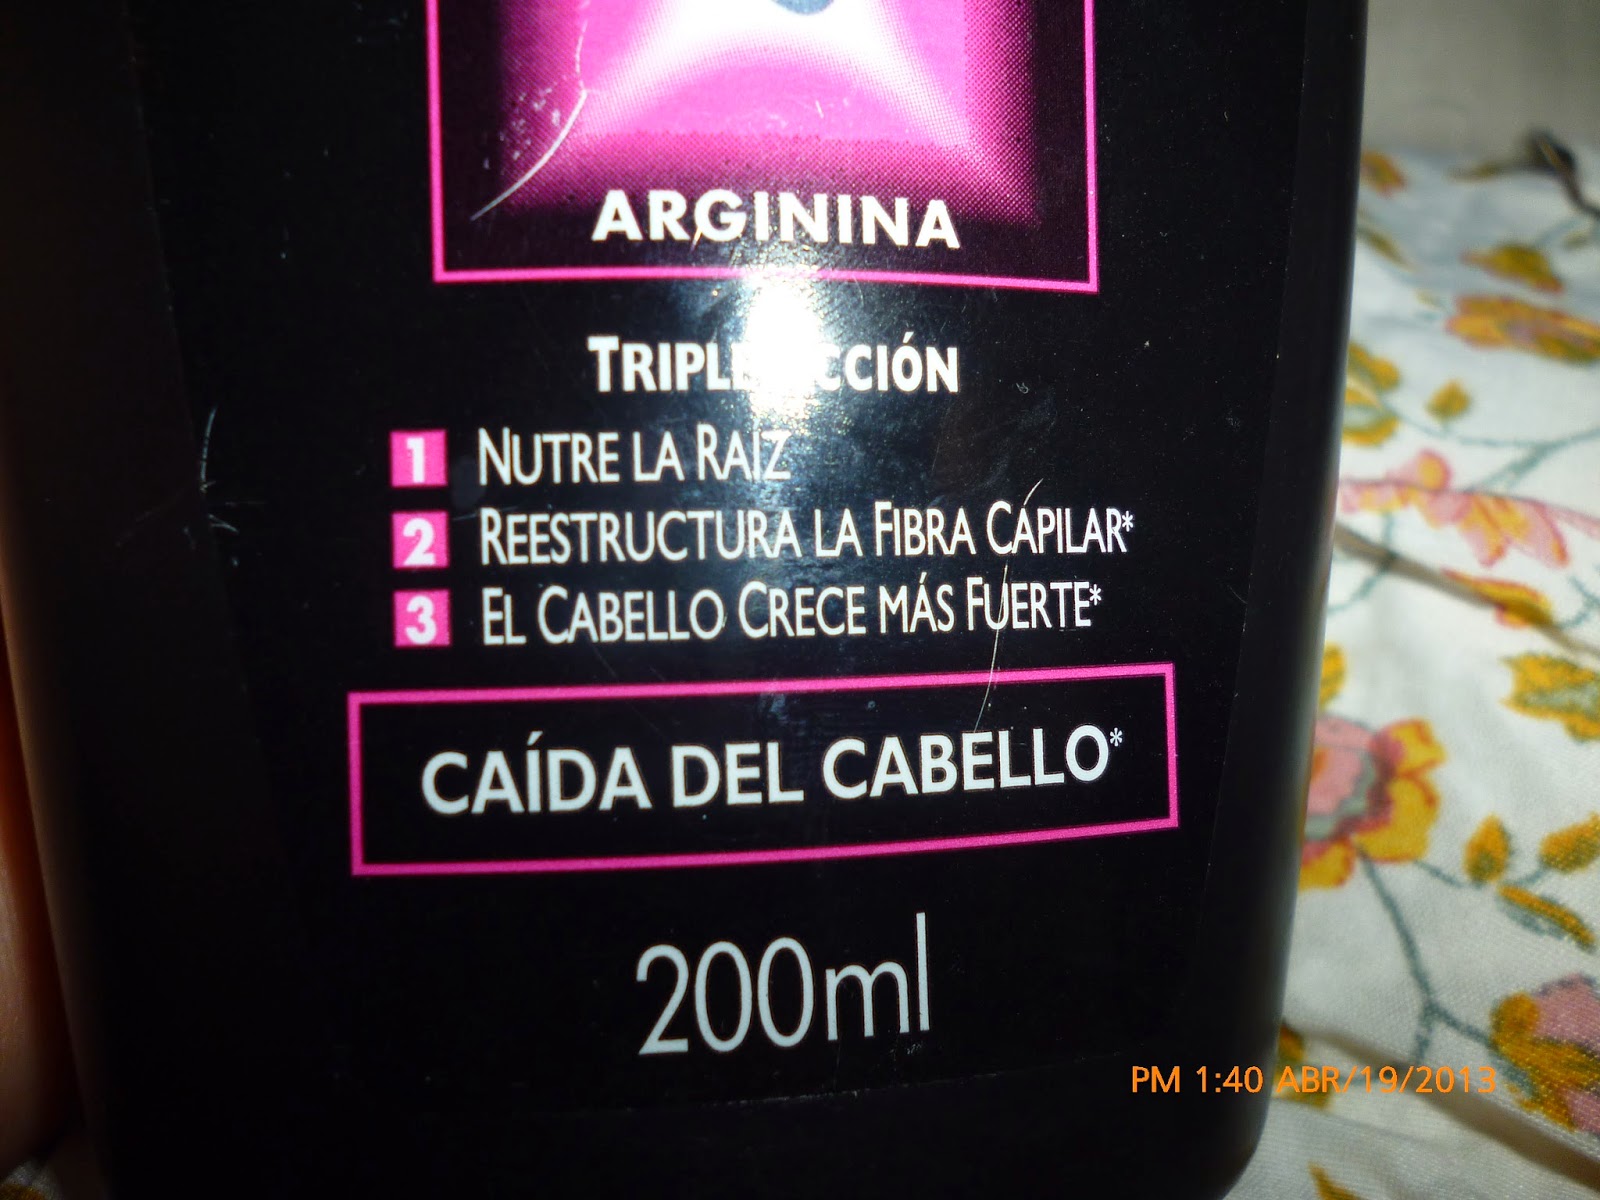 ARGININA
TRIPLE ACCIÓN
1 NUTRE LA RAIZ
2 REESTRUCTURA LA FIBRA CAPILAR*
3 EL CABELLO CRECE MÁS FUERTE*
CAÍDA DEL CABELLO*
200ml
PM 1:40 ABR/19/2013